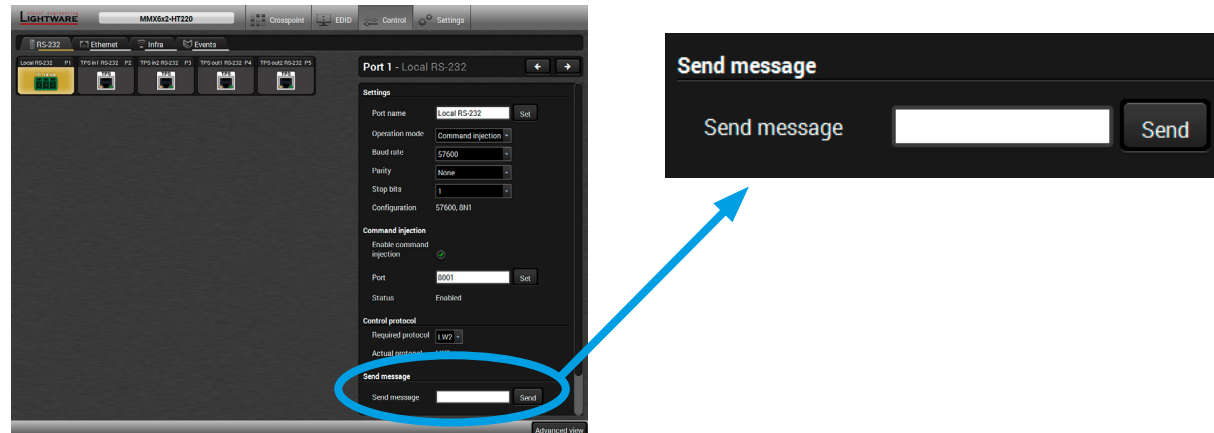 LIGHTWARE MMX6x2-HT220 Crosspoint EDID Control Settings
RS-232 Ethernet Infra Events
Local RS-232 P1 TPS in1 RS-232 P2 TPS in2 RS-232 P3 TPS out1 RS-232 P4 TPS out2 RS-232 P5
TPS TPS TPS TPS
Port 1 - Local RS-232
Settings
Port name Local RS-232 Set
Operation mode Command injection
Baud rate 57600
Parity None
Stop bits 1
Configuration 57600, 8N1
Command injection
Enable command
injection
Port 8001 Set
Status Enabled
Control protocol
Required protocol LW2
Actual protocol
Send message
Send message Send
Advanced view
Send message
Send message Send